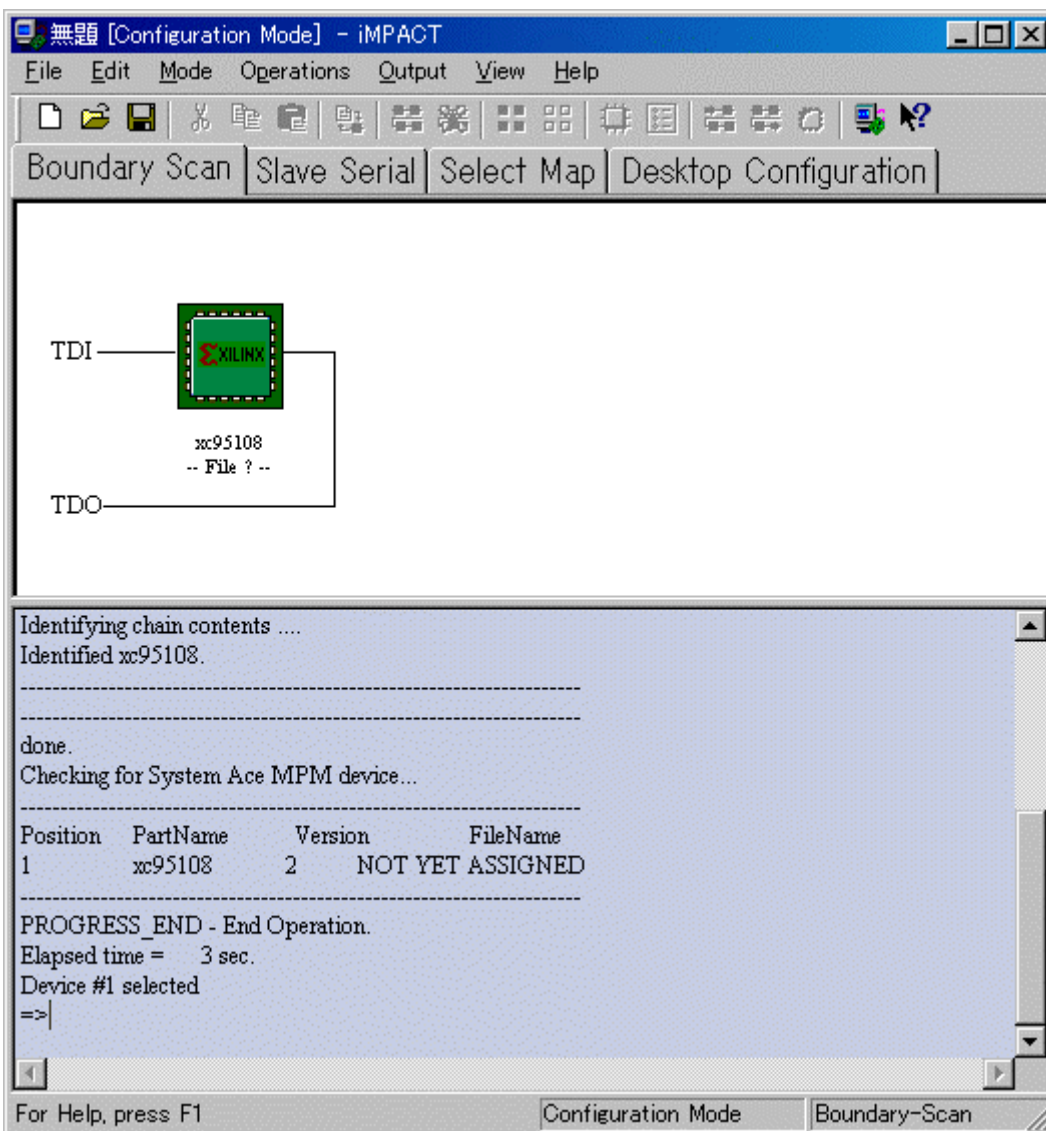 無題 [Configuration Mode] - iMPACT
File Edit Mode Operations Output View Help
Boundary Scan Slave Serial Select Map Desktop Configuration
TDI
XILINX
xc95108
-- File ? --
TDO
Identifying chain contents ....
Identified xc95108.
----------------------------------------------------------------------
----------------------------------------------------------------------
done.
Checking for System Ace MPM device...
----------------------------------------------------------------------
Position PartName Version FileName
1 xc95108 2 NOT YET ASSIGNED
----------------------------------------------------------------------
PROGRESS_END - End Operation.
Elapsed time = 3 sec.
Device #1 selected
=>
For Help, press F1 Configuration Mode Boundary-Scan